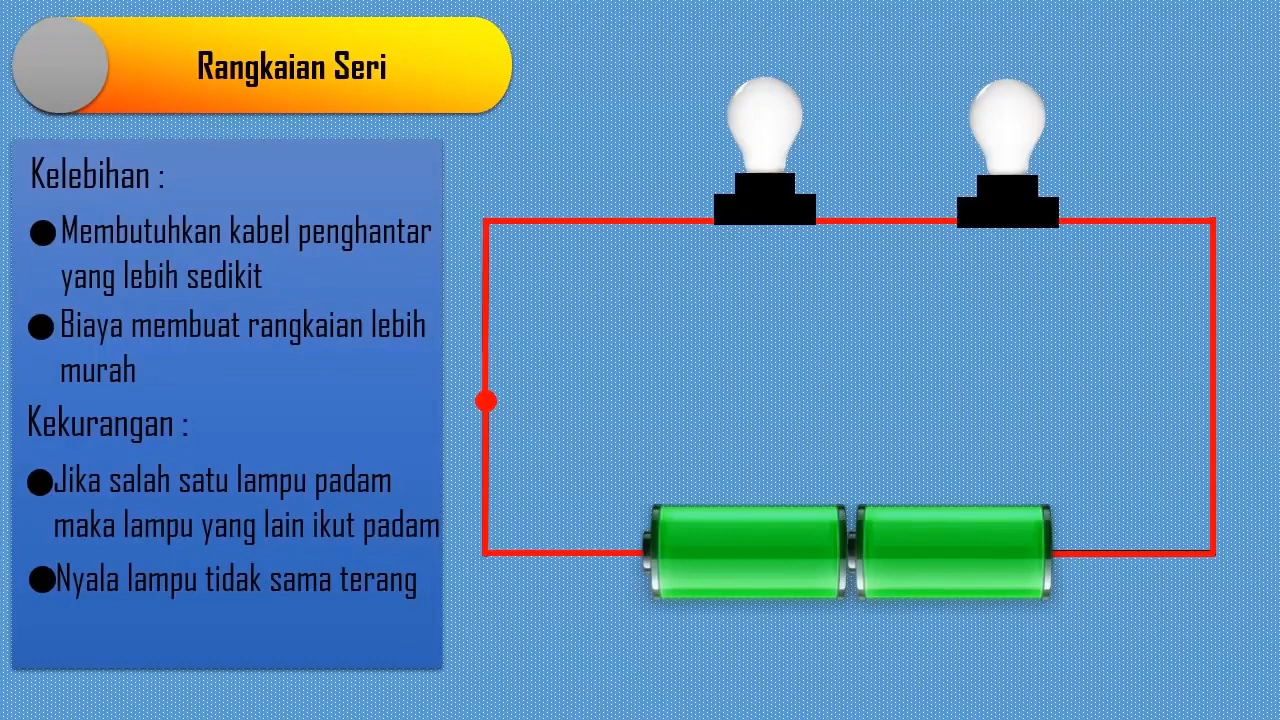 Rangkaian Seri
Kelebihan :
● Membutuhkan kabel penghantar
yang lebih sedikit
● Biaya membuat rangkaian lebih
murah
Kekurangan :
● Jika salah satu lampu padam
maka lampu yang lain ikut padam
● Nyala lampu tidak sama terang